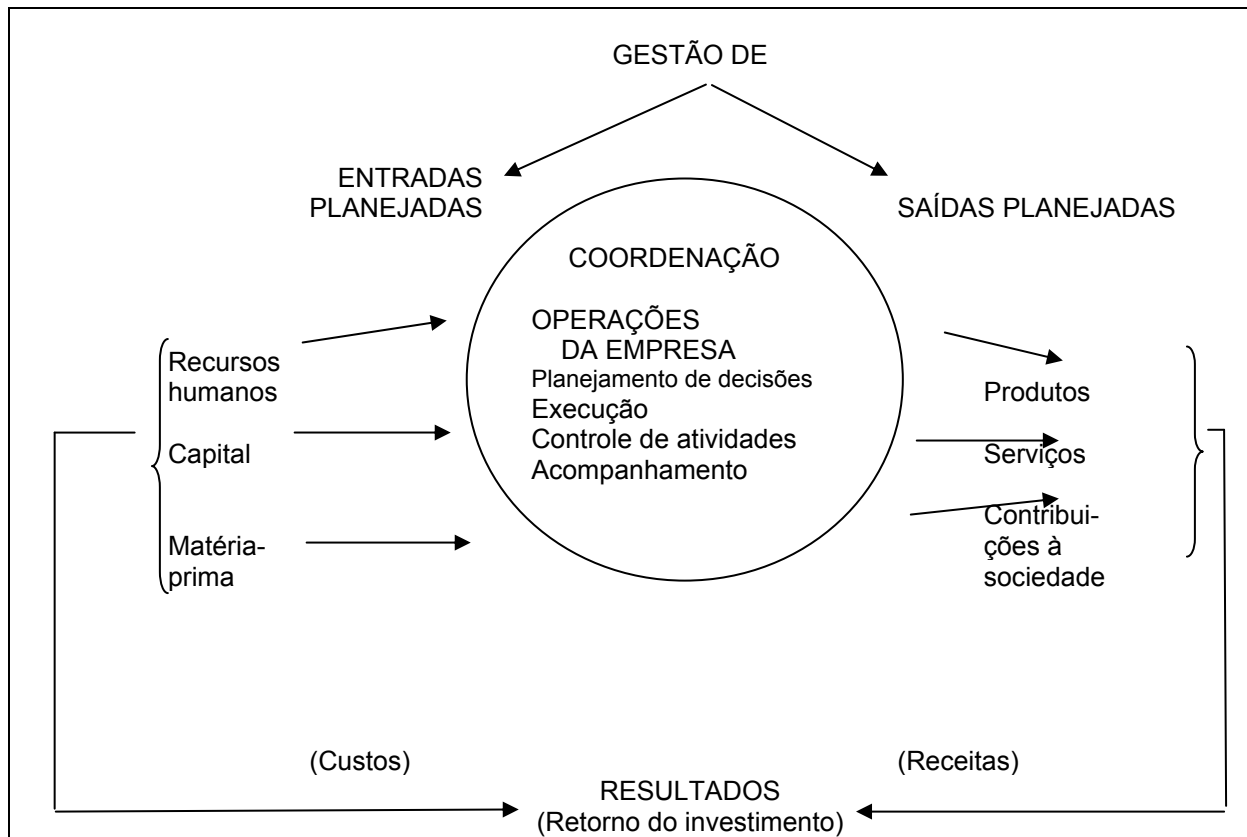 GESTÃO DE
ENTRADAS
PLANEJADAS
SAÍDAS PLANEJADAS
COORDENAÇÃO
OPERAÇÕES
DA EMPRESA
Planejamento de decisões
Execução
Controle de atividades
Acompanhamento
Recursos
humanos
Capital
Matéria-
prima
Produtos
Serviços
Contribui-
ções à
sociedade
(Custos)
(Receitas)
RESULTADOS
(Retorno do investimento)